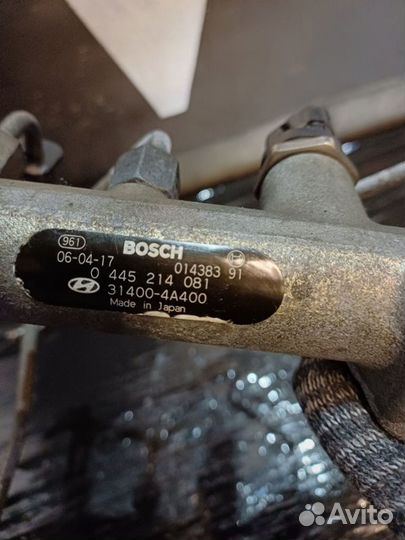 961 BOSCH
06-04-17 014383 91
0 445 214 081
31400-4A400
Made in Japan
Avito